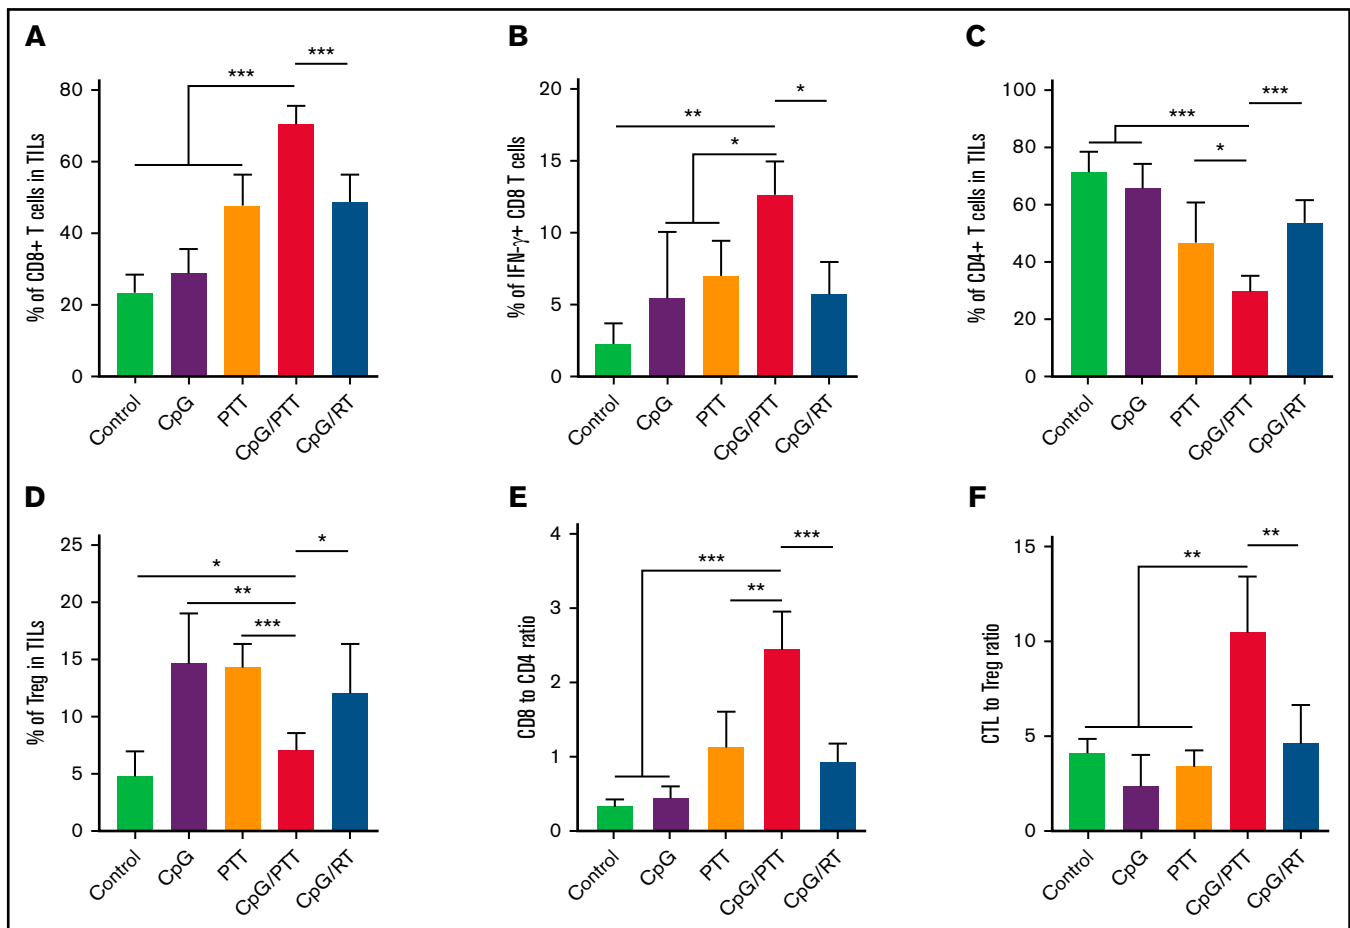 A
% of CD8+ T cells in TILs
80
60
40
20
0
***
***
Control
CpG
PTT
CpG/PTT
CpG/RT
B
% of IFN-γ+ CD8 T cells
20
15
10
5
0
**
*
*
Control
CpG
PTT
CpG/PTT
CpG/RT
C
% of CD4+ T cells in TILs
100
80
60
40
20
0
***
***
*
Control
CpG
PTT
CpG/PTT
CpG/RT
D
% of Treg in TILs
25
20
15
10
5
0
*
*
**
***
Control
CpG
PTT
CpG/PTT
CpG/RT
E
CD8 to CD4 ratio
4
3
2
1
0
***
***
**
Control
CpG
PTT
CpG/PTT
CpG/RT
F
CTL to Treg ratio
15
10
5
0
**
**
Control
CpG
PTT
CpG/PTT
CpG/RT